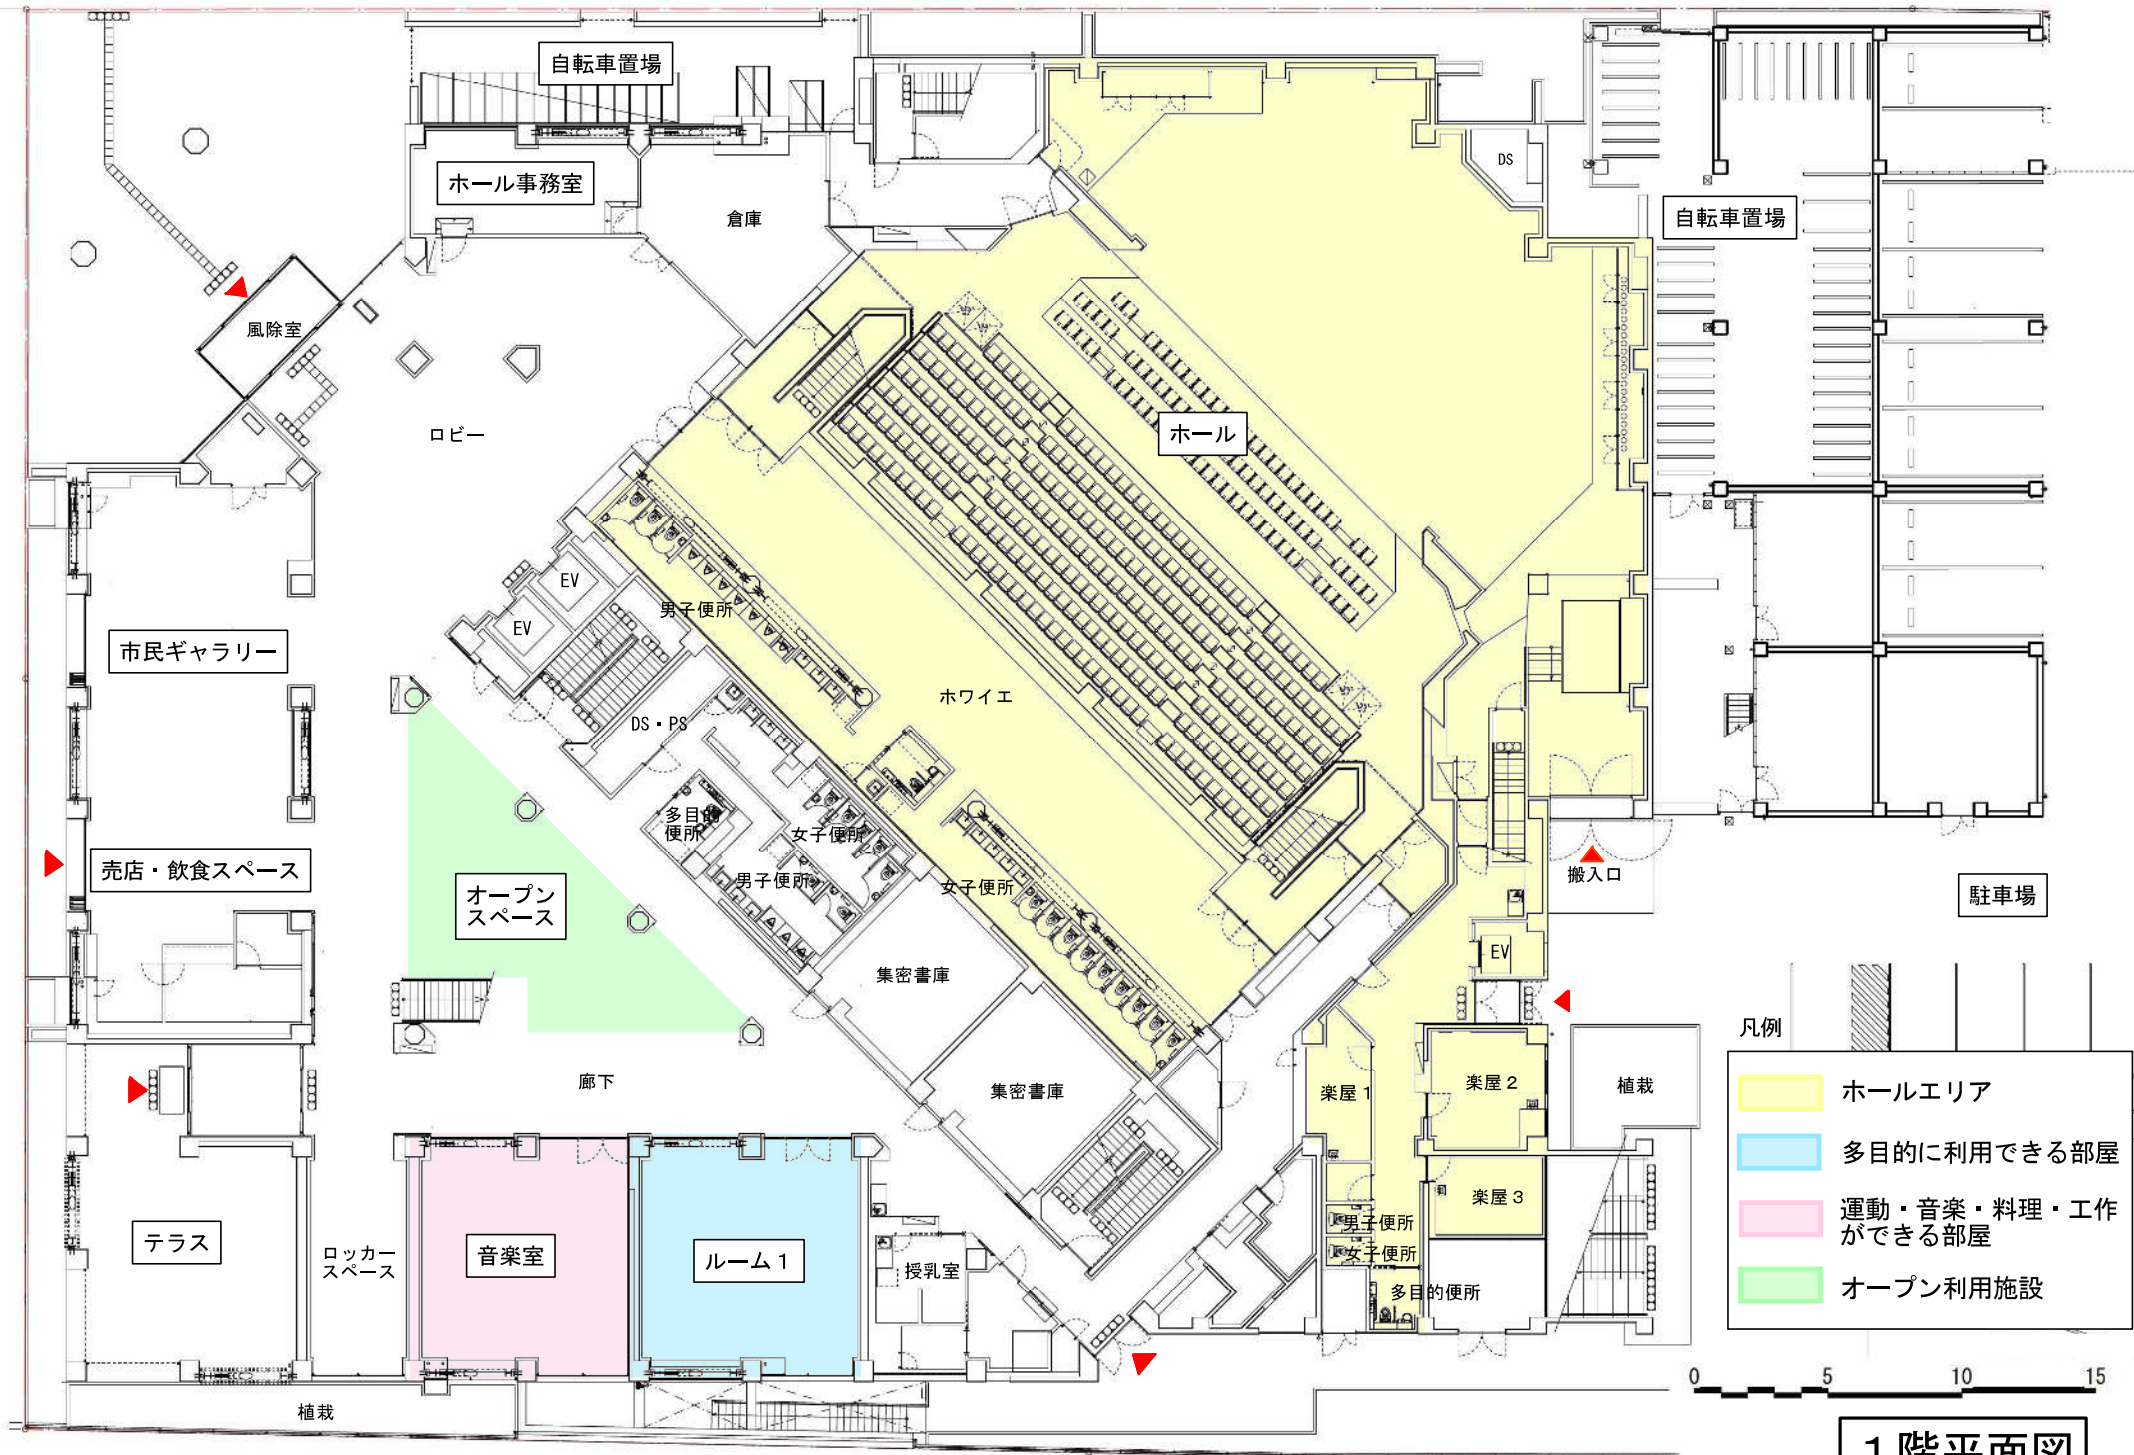 自転車置場
ホール事務室
倉庫
DS
自転車置場
風除室
ロビー
ホール
EV
EV
男子便所
市民ギャラリー
DS・PS
ホワイエ
多目的
便所
女子便所
男子便所
女子便所
売店・飲食スペース
オープン
スペース
搬入口
駐車場
EV
集密書庫
集密書庫
廊下
楽屋1
楽屋2
楽屋3
植栽
男子便所
女子便所
多目的便所
テラス
ロッカー
スペース
音楽室
ルーム1
授乳室
植栽
凡例
ホールエリア
多目的に利用できる部屋
運動・音楽・料理・工作
ができる部屋
オープン利用施設
0 5 10 15
1階平面図